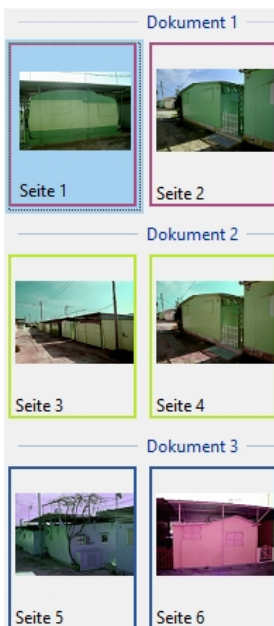 Dokument 1
Seite 1
Seite 2
Dokument 2
Seite 3
Seite 4
Dokument 3
Seite 5
Seite 6